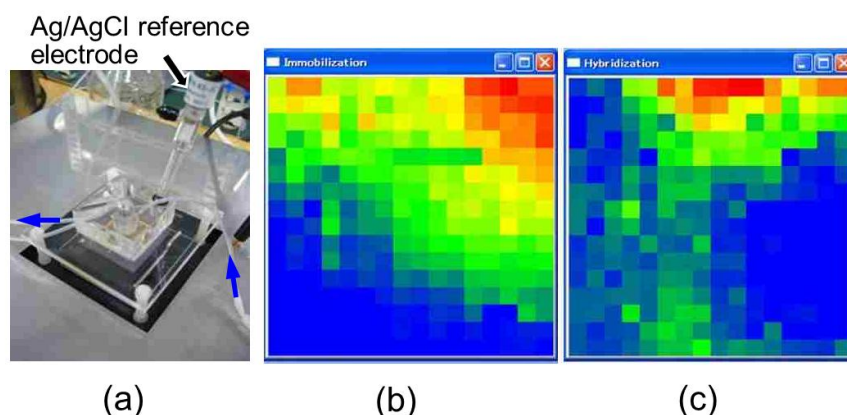 Ag/AgCl reference
electrode
Immobilization
Hybridization
(a)
(b)
(c)